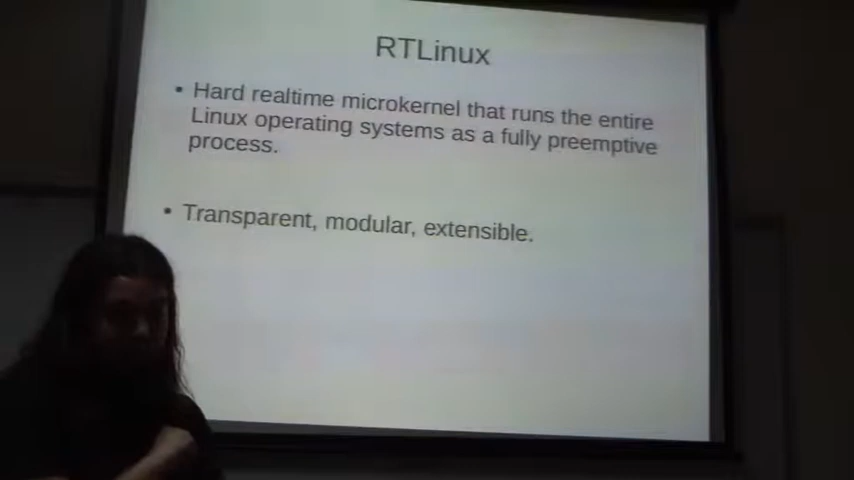 RTLinux
• Hard realtime microkernel that runs the entire
Linux operating systems as a fully preemptive
process.
• Transparent, modular, extensible.